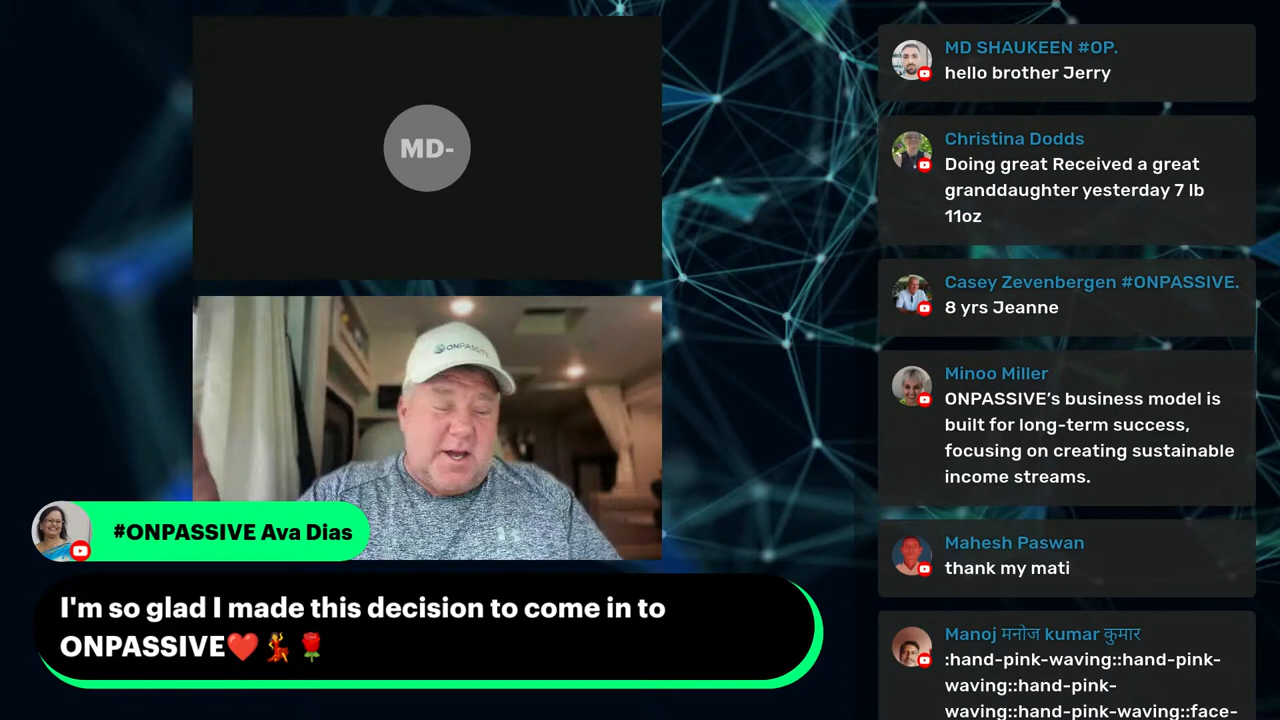 MD-
ONPASSIVE
#ONPASSIVE Ava Dias
I'm so glad I made this decision to come in to
ONPASSIVE❤️💃🌹
MD SHAUKEEN #OP.
hello brother Jerry
Christina Dodds
Doing great Received a great
granddaughter yesterday 7 lb
11oz
Casey Zevenbergen #ONPASSIVE.
8 yrs Jeanne
Minoo Miller
ONPASSIVE’s business model is
built for long-term success,
focusing on creating sustainable
income streams.
Mahesh Paswan
thank my mati
Manoj मनोज kumar कुमार
:hand-pink-waving::hand-pink-
waving::hand-pink-
waving::hand-pink-waving::face-